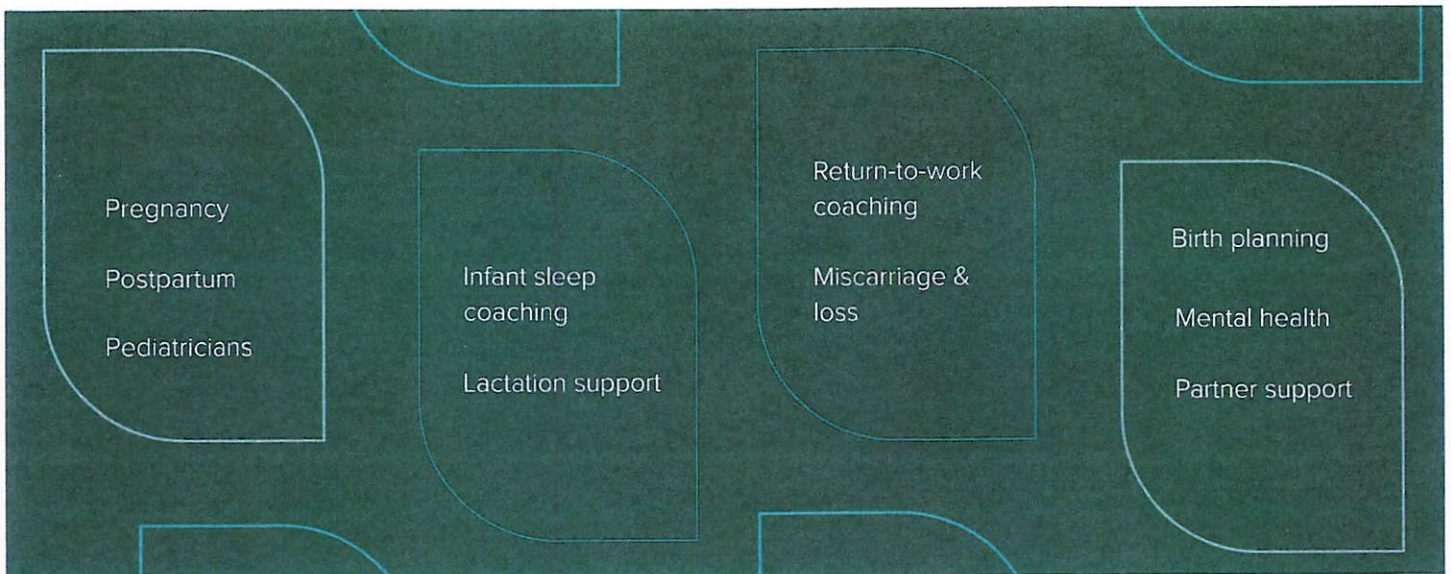 Pregnancy
Postpartum
Pediatricians
Infant sleep
coaching
Lactation support
Return-to-work
coaching
Miscarriage &
loss
Birth planning
Mental health
Partner support